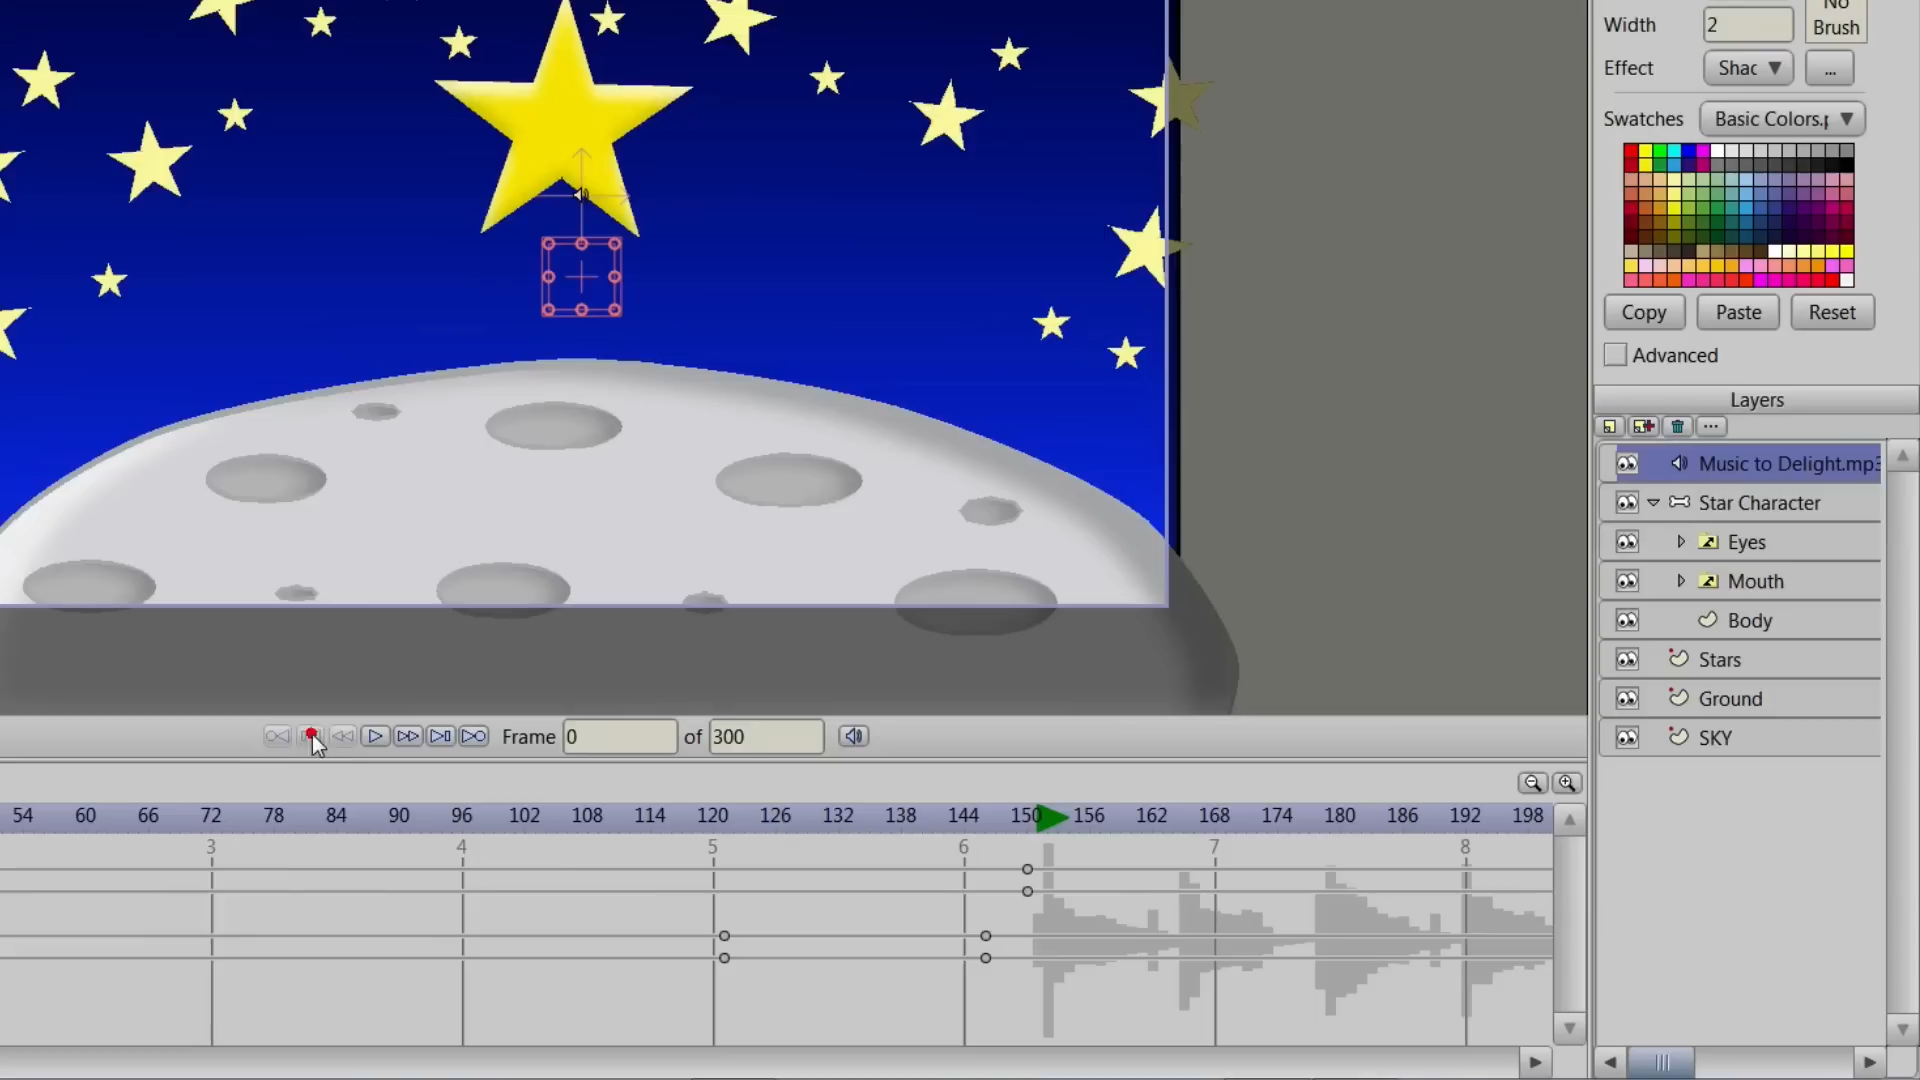 No
Width 2 Brush
Effect Shac ...
Swatches Basic Colors.p
Copy Paste Reset
Advanced
Layers
...
Music to Delight.mp3
Star Character
Eyes
Mouth
Body
Stars
Ground
SKY
Frame 0 of 300
54 60 66 72 78 84 90 96 102 108 114 120 126 132 138 144 150 156 162 168 174 180 186 192 198
3 4 5 6 7 8